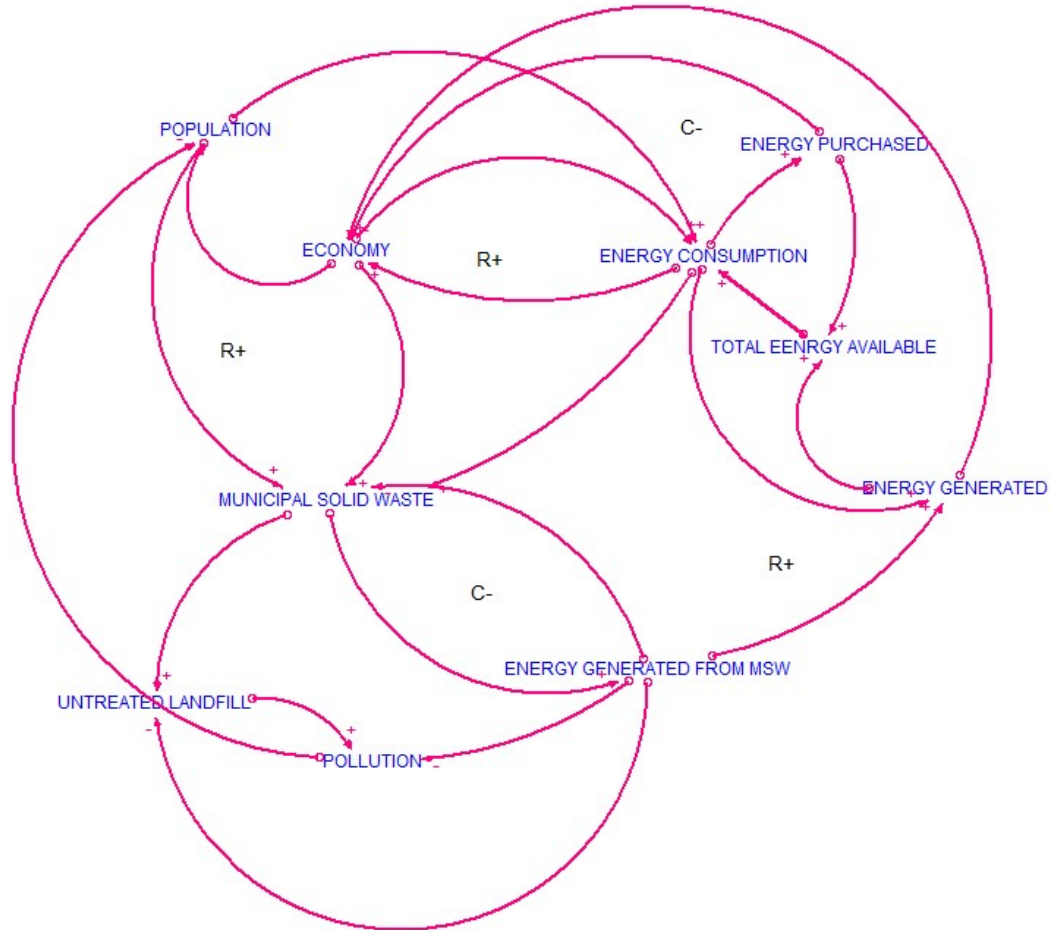 POPULATION
C-
ENERGY PURCHASED
ECONOMY
R+
ENERGY CONSUMPTION
TOTAL EENRGY AVAILABLE
R+
MUNICIPAL SOLID WASTE
ENERGY GENERATED
C-
R+
ENERGY GENERATED FROM MSW
UNTREATED LANDFILL
POLLUTION